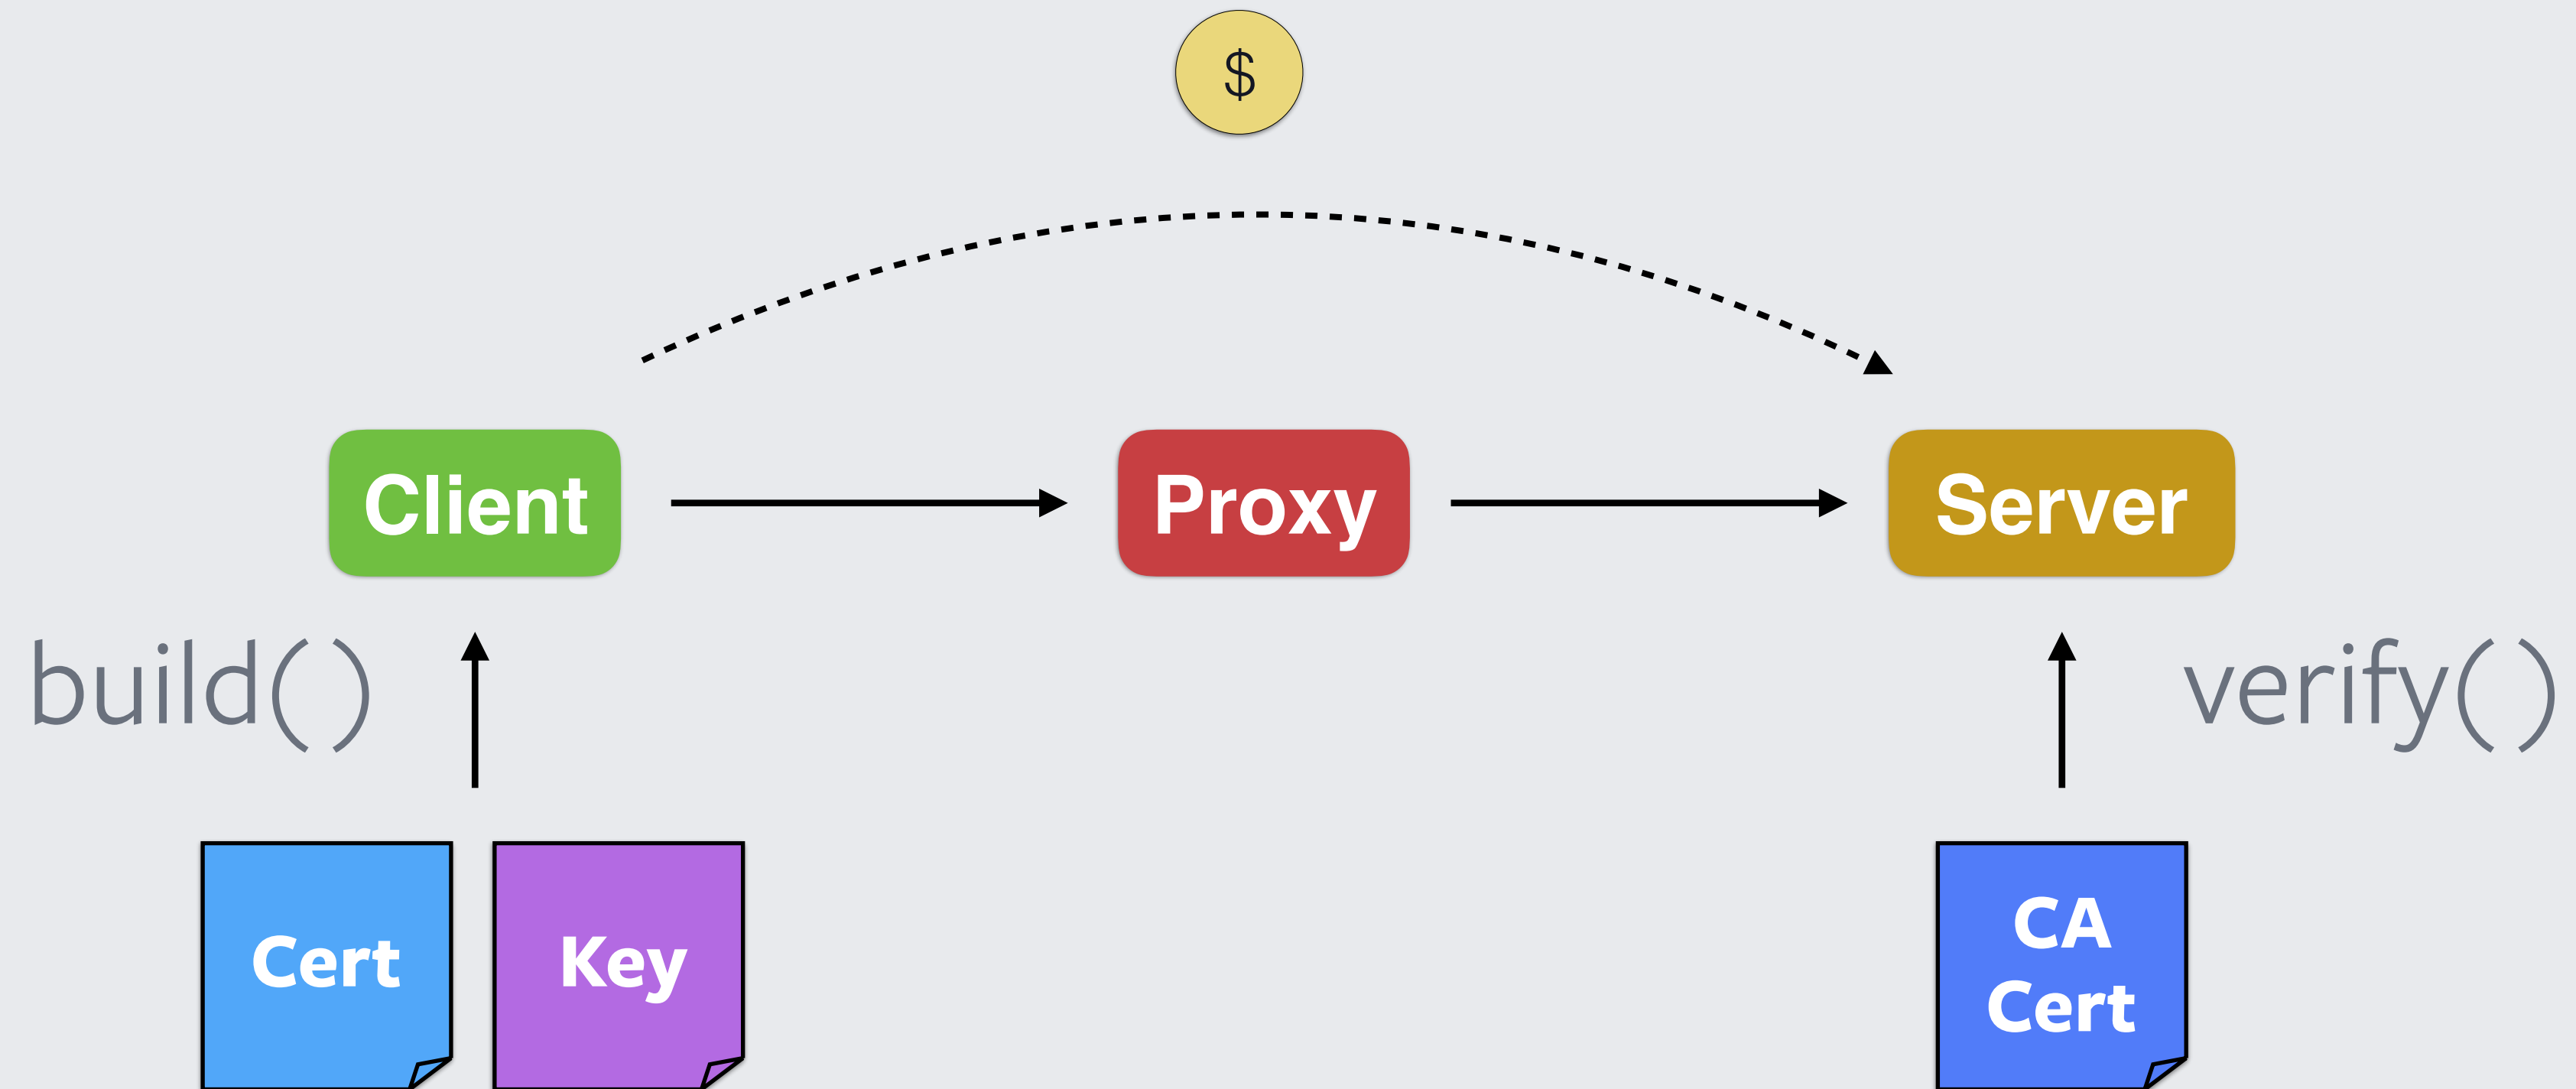 $
Client
Proxy
Server
build()
verify()
Cert
Key
CA
Cert